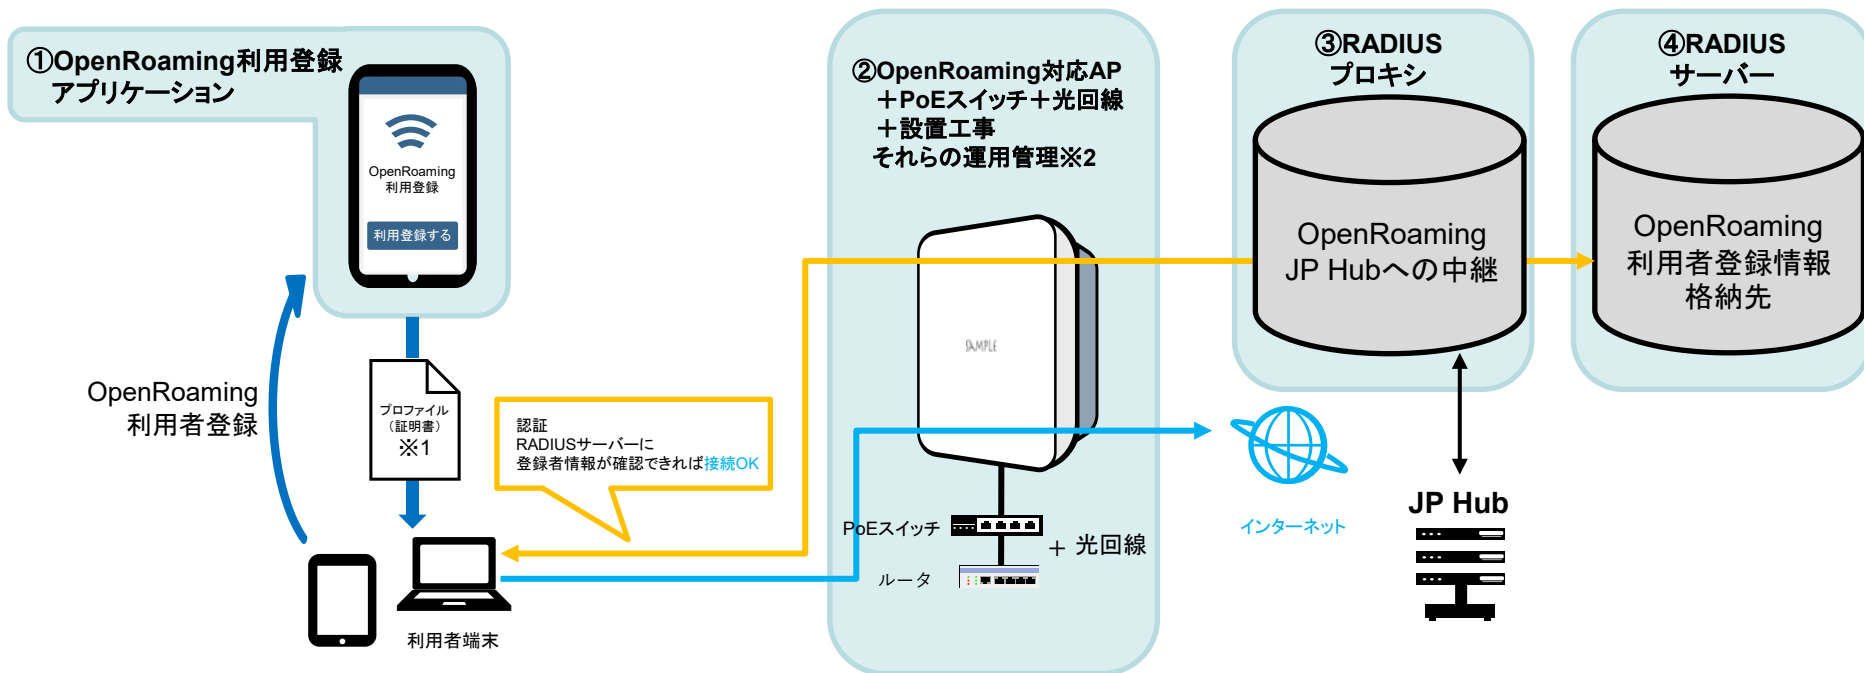 ①OpenRoaming利用登録
アプリケーション
OpenRoaming
利用登録
利用登録する
OpenRoaming
利用者登録
プロファイル
（証明書）
※1
認証
RADIUSサーバーに
登録者情報が確認できれば接続OK
利用者端末
②OpenRoaming対応AP
＋PoEスイッチ＋光回線
＋設置工事
それらの運用管理※2
SAMPLE
PoEスイッチ
＋ 光回線
ルータ
インターネット
③RADIUS
プロキシ
OpenRoaming
JP Hubへの中継
JP Hub
④RADIUS
サーバー
OpenRoaming
利用者登録情報
格納先